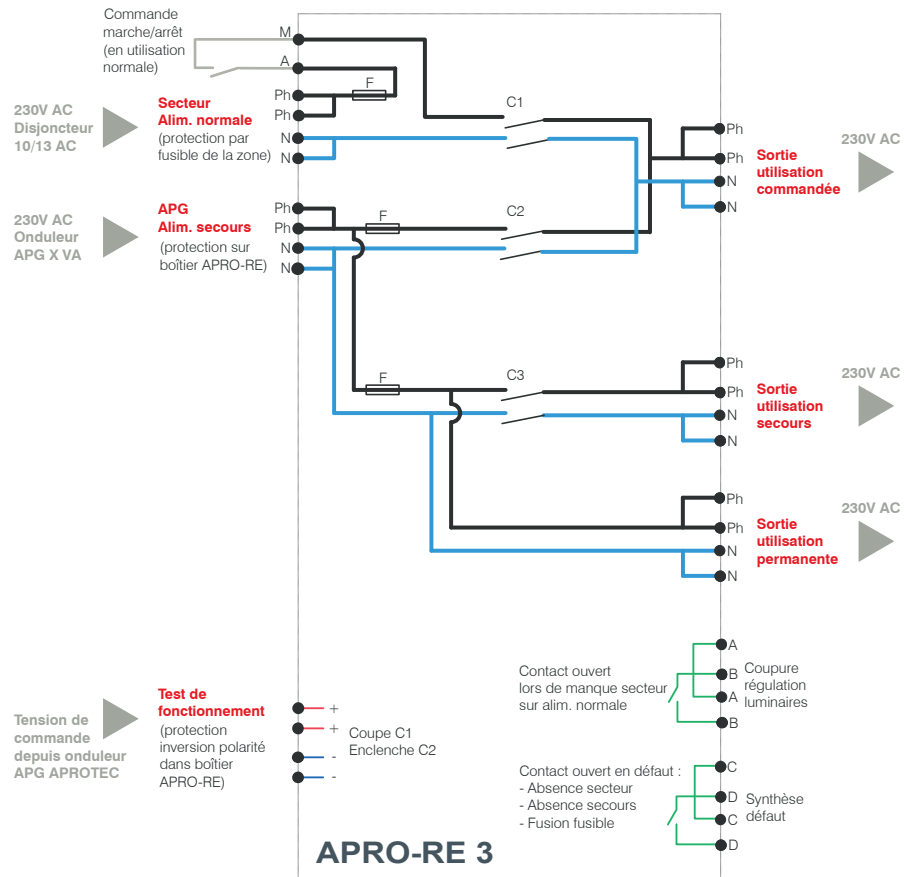 Commande
marche/arrêt
(en utilisation
normale)
M
A
Ph
Ph
N
N
F
C1
230V AC
Disjoncteur
10/13 AC
Secteur
Alim. normale
(protection par
fusible de la zone)
Ph
Ph
N
N
Sortie
utilisation
commandée
230V AC
230V AC
Onduleur
APG X VA
APG
Alim. secours
(protection sur
boîtier APRO-RE)
Ph
Ph
N
N
F
C2
F
C3
Ph
Ph
N
N
Sortie
utilisation
secours
230V AC
Ph
Ph
N
N
Sortie
utilisation
permanente
230V AC
Contact ouvert
lors de manque secteur
sur alim. normale
A
B
A
B
Coupure
régulation
luminaires
Tension de
commande
depuis onduleur
APG APROTEC
Test de
fonctionnement
(protection
inversion polarité
dans boîtier
APRO-RE)
+
+
-
-
Coupe C1
Enclenche C2
Contact ouvert en défaut :
- Absence secteur
- Absence secours
- Fusion fusible
C
D
C
D
Synthèse
défaut
APRO-RE 3